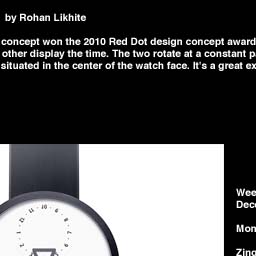 by Rohan Likhite
concept won the 2010 Red Dot design concept award
other display the time. The two rotate at a constant p
situated in the center of the watch face. It's a great ex
Wee
Dece
Mon
Zing